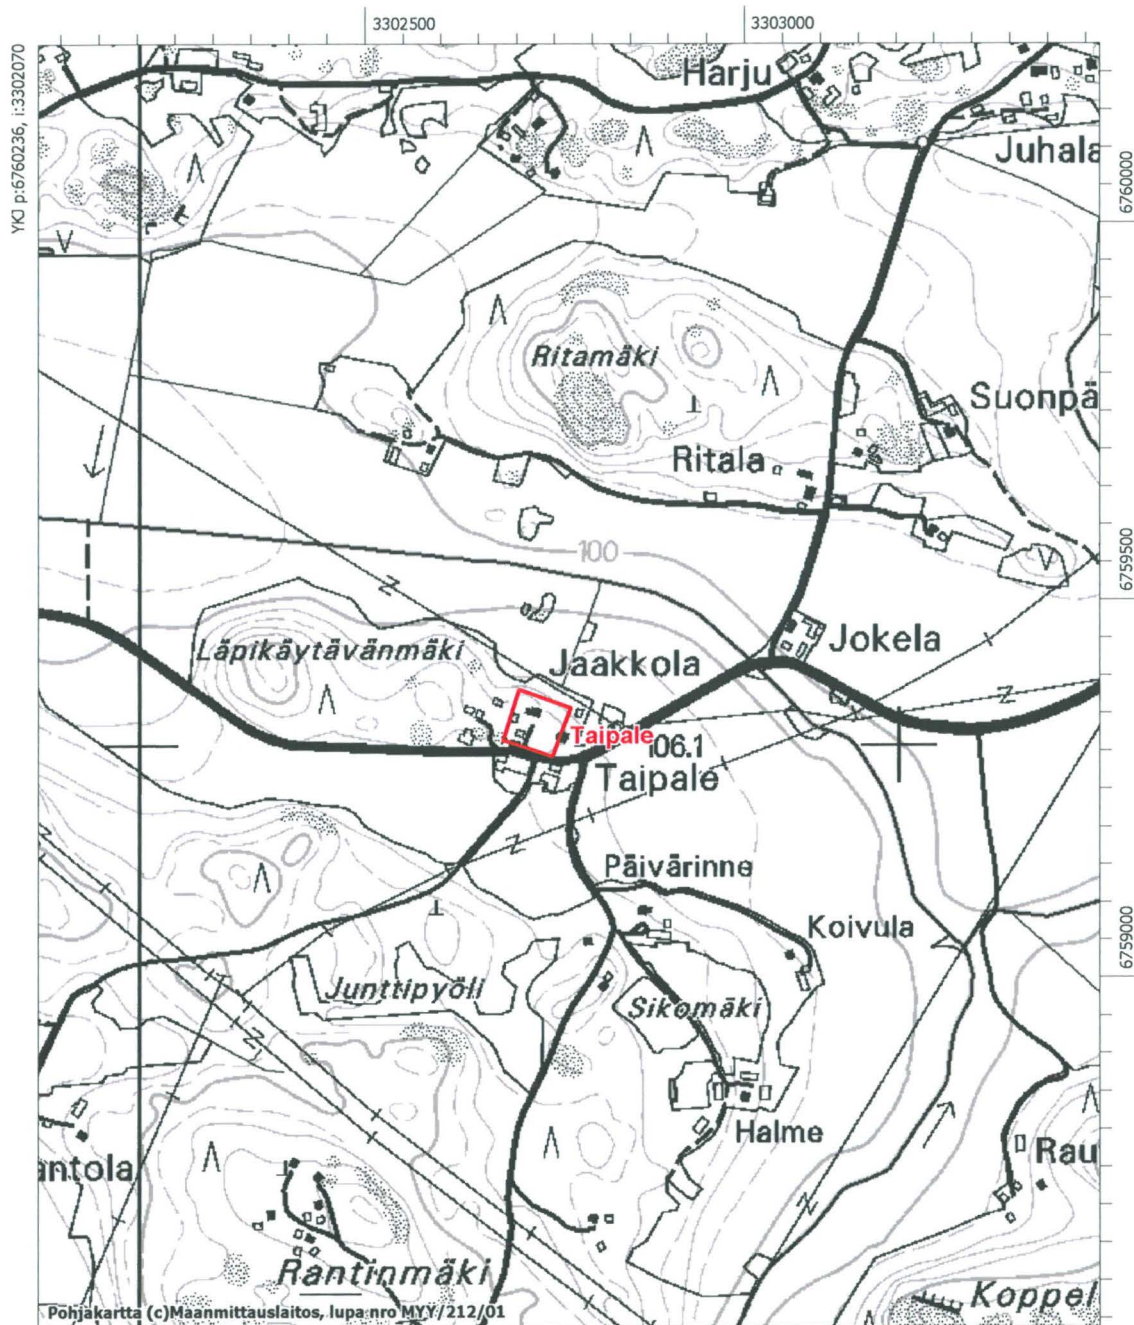 3302500
3303000
YKJ p:6760236, i:3302070
Harju
Juhala
6760000
Ritamäki
Suonpä
Ritala
100
6759500
Läpikäytävänmäki
Jaakkola
Jokela
Taipale
106.1
Taipale
Päivärinne
Koivula
6759000
Junttipyöli
Sikomäki
Halme
antola
Rau
Rantinmäki
Koppel
Pohjakartta (c)Maanmittauslaitos, lupa nro MYY/212/01